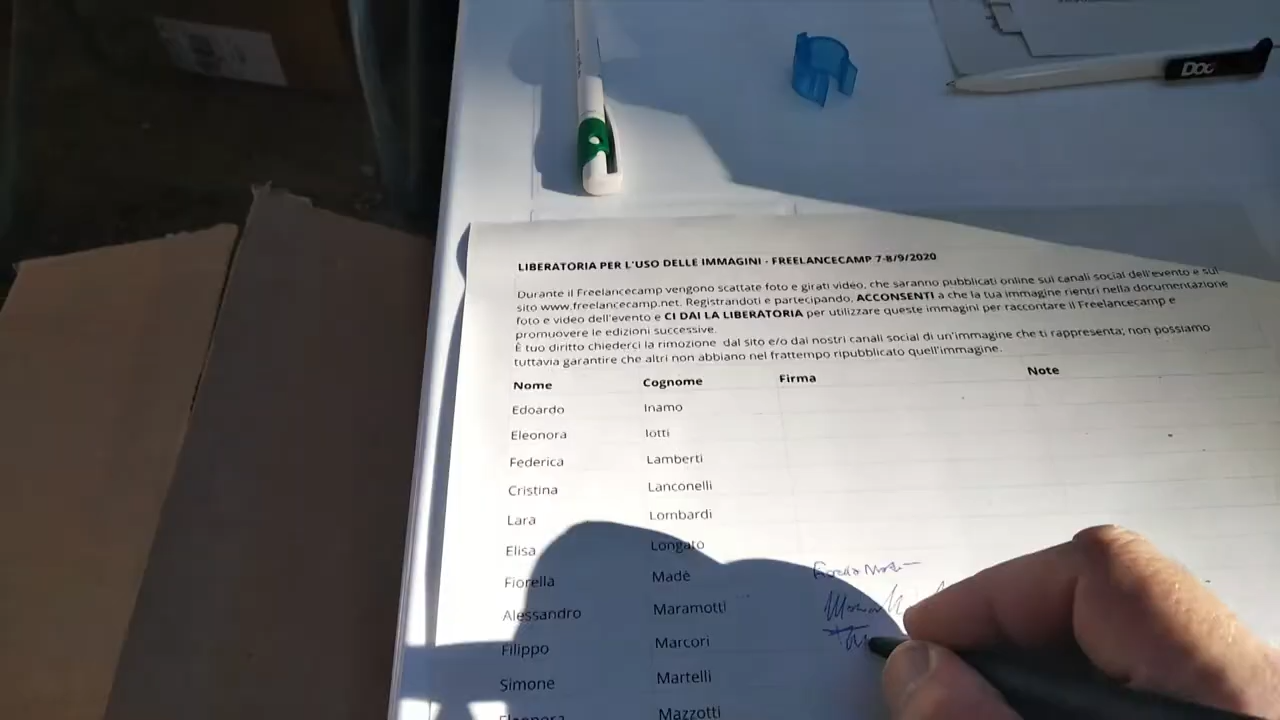 Doc
LIBERATORIA PER L'USO DELLE IMMAGINI - FREELANCECAMP 7-8/9/2020
Durante il Freelancecamp vengono scattate foto e girati video, che saranno pubblicati online sui canali social dell'evento e sul
sito www.freelancecamp.net. Registrandoti e partecipando, ACCONSENTI a che la tua immagine rientri nella documentazione
foto e video dell'evento e CI DAI LA LIBERATORIA per utilizzare queste immagini per raccontare il Freelancecamp e
promuovere le edizioni successive.
È tuo diritto chiederci la rimozione dal sito e/o dai nostri canali social di un'immagine che ti rappresenta; non possiamo
tuttavia garantire che altri non abbiano nel frattempo ripubblicato quell'immagine.
Nome Cognome Firma Note
Edoardo Inamo
Eleonora Iotti
Federica Lamberti
Cristina Lanconelli
Lara Lombardi
Elisa Longato
Fiorella Madè
Alessandro Maramotti
Filippo Marcori
Simone Martelli
Eleonora Mazzotti